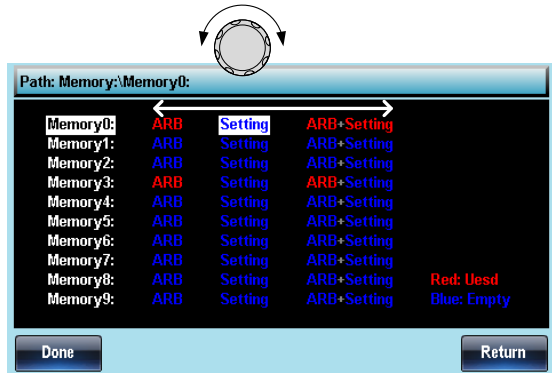 Path: Memory:\Memory0:
Memory0: ARB Setting ARB+Setting
Memory1: ARB Setting ARB+Setting
Memory2: ARB Setting ARB+Setting
Memory3: ARB Setting ARB+Setting
Memory4: ARB Setting ARB+Setting
Memory5: ARB Setting ARB+Setting
Memory6: ARB Setting ARB+Setting
Memory7: ARB Setting ARB+Setting
Memory8: ARB Setting ARB+Setting Red: Uesd
Memory9: ARB Setting ARB+Setting Blue: Empty
Done Return